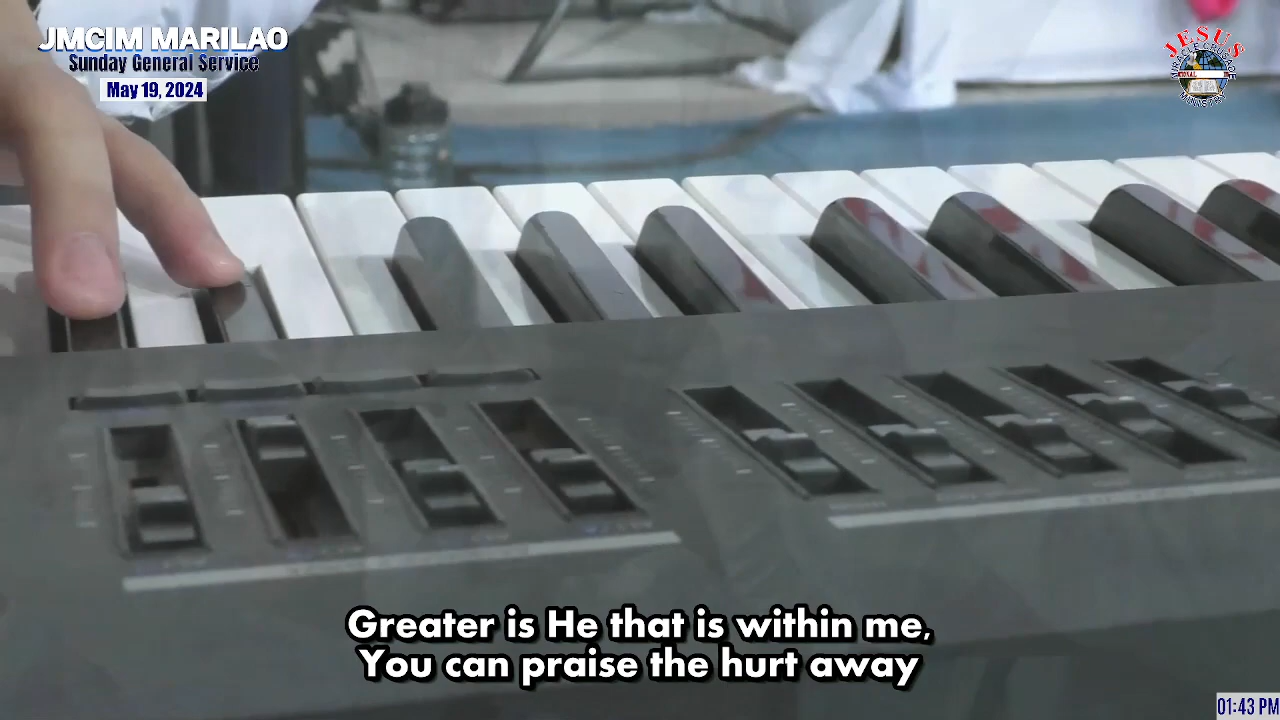 JMCIM MARILAO
Sunday General Service
May 19, 2024
JESUS
Greater is He that is within me,
You can praise the hurt away
01:43 PM